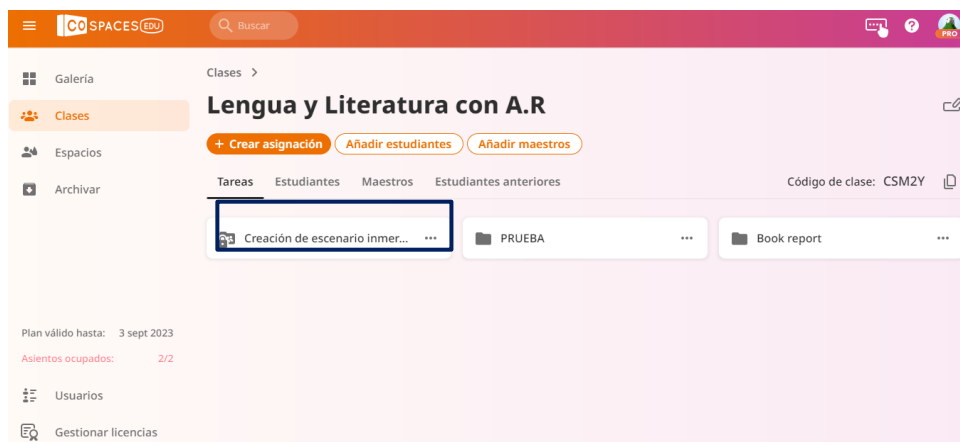 COSPACES EDU
Buscar
PRO
Galería
Clases
Espacios
Archivar
Plan válido hasta: 3 sept 2023
Asientos ocupados: 2/2
Usuarios
Gestionar licencias
Clases >
Lengua y Literatura con A.R
+ Crear asignación Añadir estudiantes Añadir maestros
Tareas Estudiantes Maestros Estudiantes anteriores Código de clase: CSM2Y
Creación de escenario inmer... PRUEBA Book report